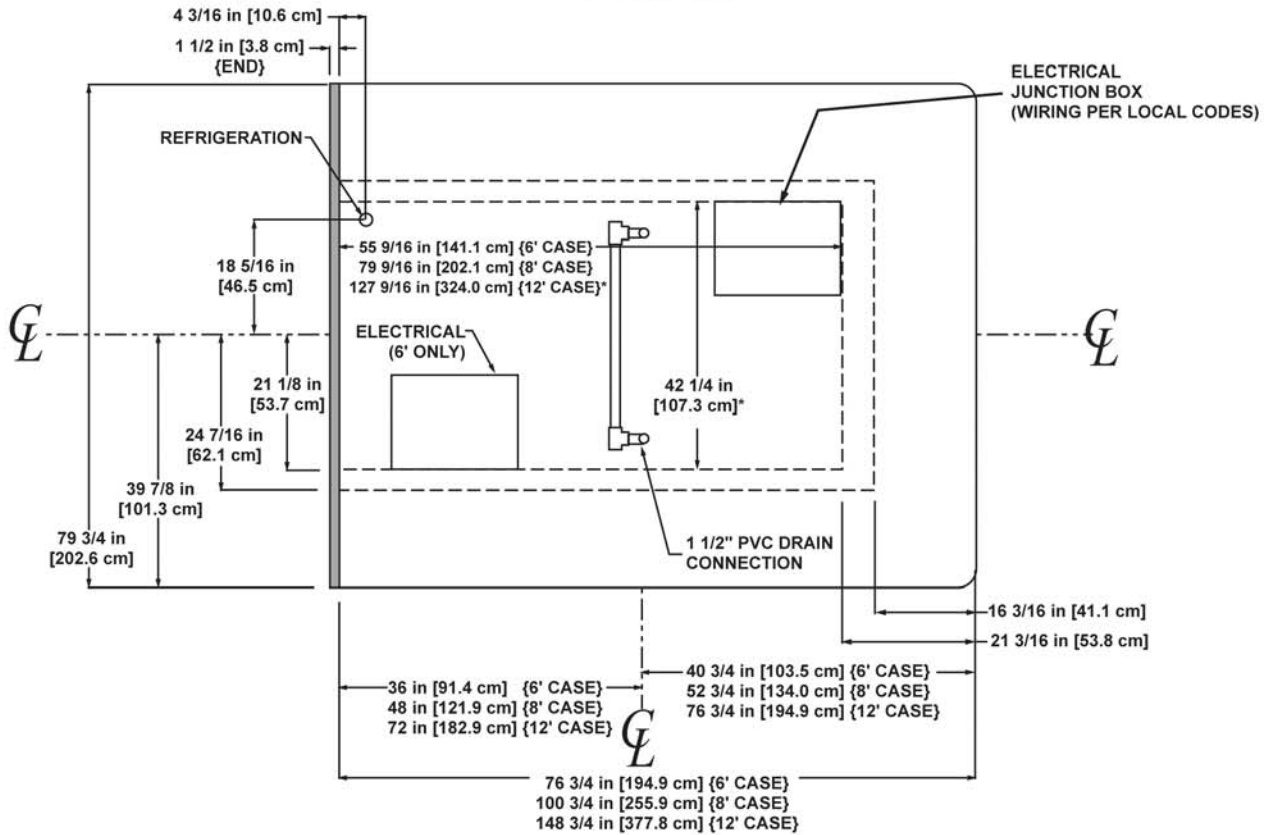 4 3/16 in [10.6 cm]
1 1/2 in [3.8 cm]
{END}
ELECTRICAL
JUNCTION BOX
(WIRING PER LOCAL CODES)
REFRIGERATION
55 9/16 in [141.1 cm] {6' CASE}
79 9/16 in [202.1 cm] {8' CASE}
127 9/16 in [324.0 cm] {12' CASE}*
18 5/16 in
[46.5 cm]
CL
CL
ELECTRICAL
(6' ONLY)
21 1/8 in
[53.7 cm]
42 1/4 in
[107.3 cm]*
24 7/16 in
[62.1 cm]
39 7/8 in
[101.3 cm]
79 3/4 in
[202.6 cm]
1 1/2" PVC DRAIN
CONNECTION
16 3/16 in [41.1 cm]
21 3/16 in [53.8 cm]
40 3/4 in [103.5 cm] {6' CASE}
52 3/4 in [134.0 cm] {8' CASE}
76 3/4 in [194.9 cm] {12' CASE}
36 in [91.4 cm] {6' CASE}
48 in [121.9 cm] {8' CASE}
72 in [182.9 cm] {12' CASE}
CL
76 3/4 in [194.9 cm] {6' CASE}
100 3/4 in [255.9 cm] {8' CASE}
148 3/4 in [377.8 cm] {12' CASE}